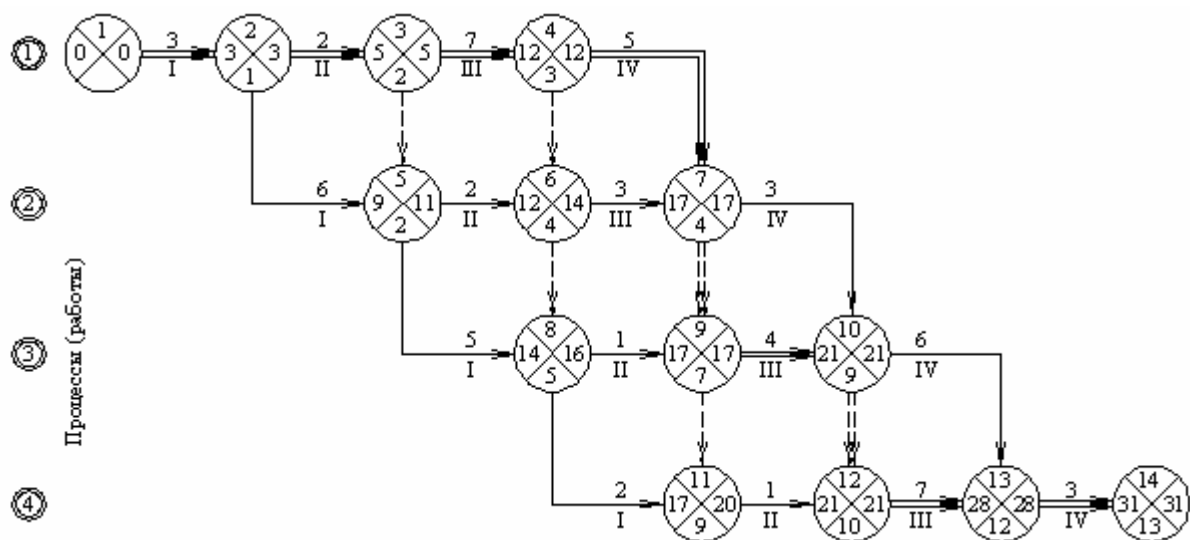 1 2 3 4
3 2 7 5
1 0 0 3 3 5 5 12 12
I II III IV
1 2 3
5 6 7
6 2 3 3
2 9 11 12 14 17 17
I II III IV
2 4 4
Процессы (работы)
8 9 10
5 1 4 6
3 14 16 17 17 21 21
I II III IV
5 7 9
11 12 13 14
2 1 7 3
4 17 20 21 21 28 28 31 31
I II III IV
9 10 12 13